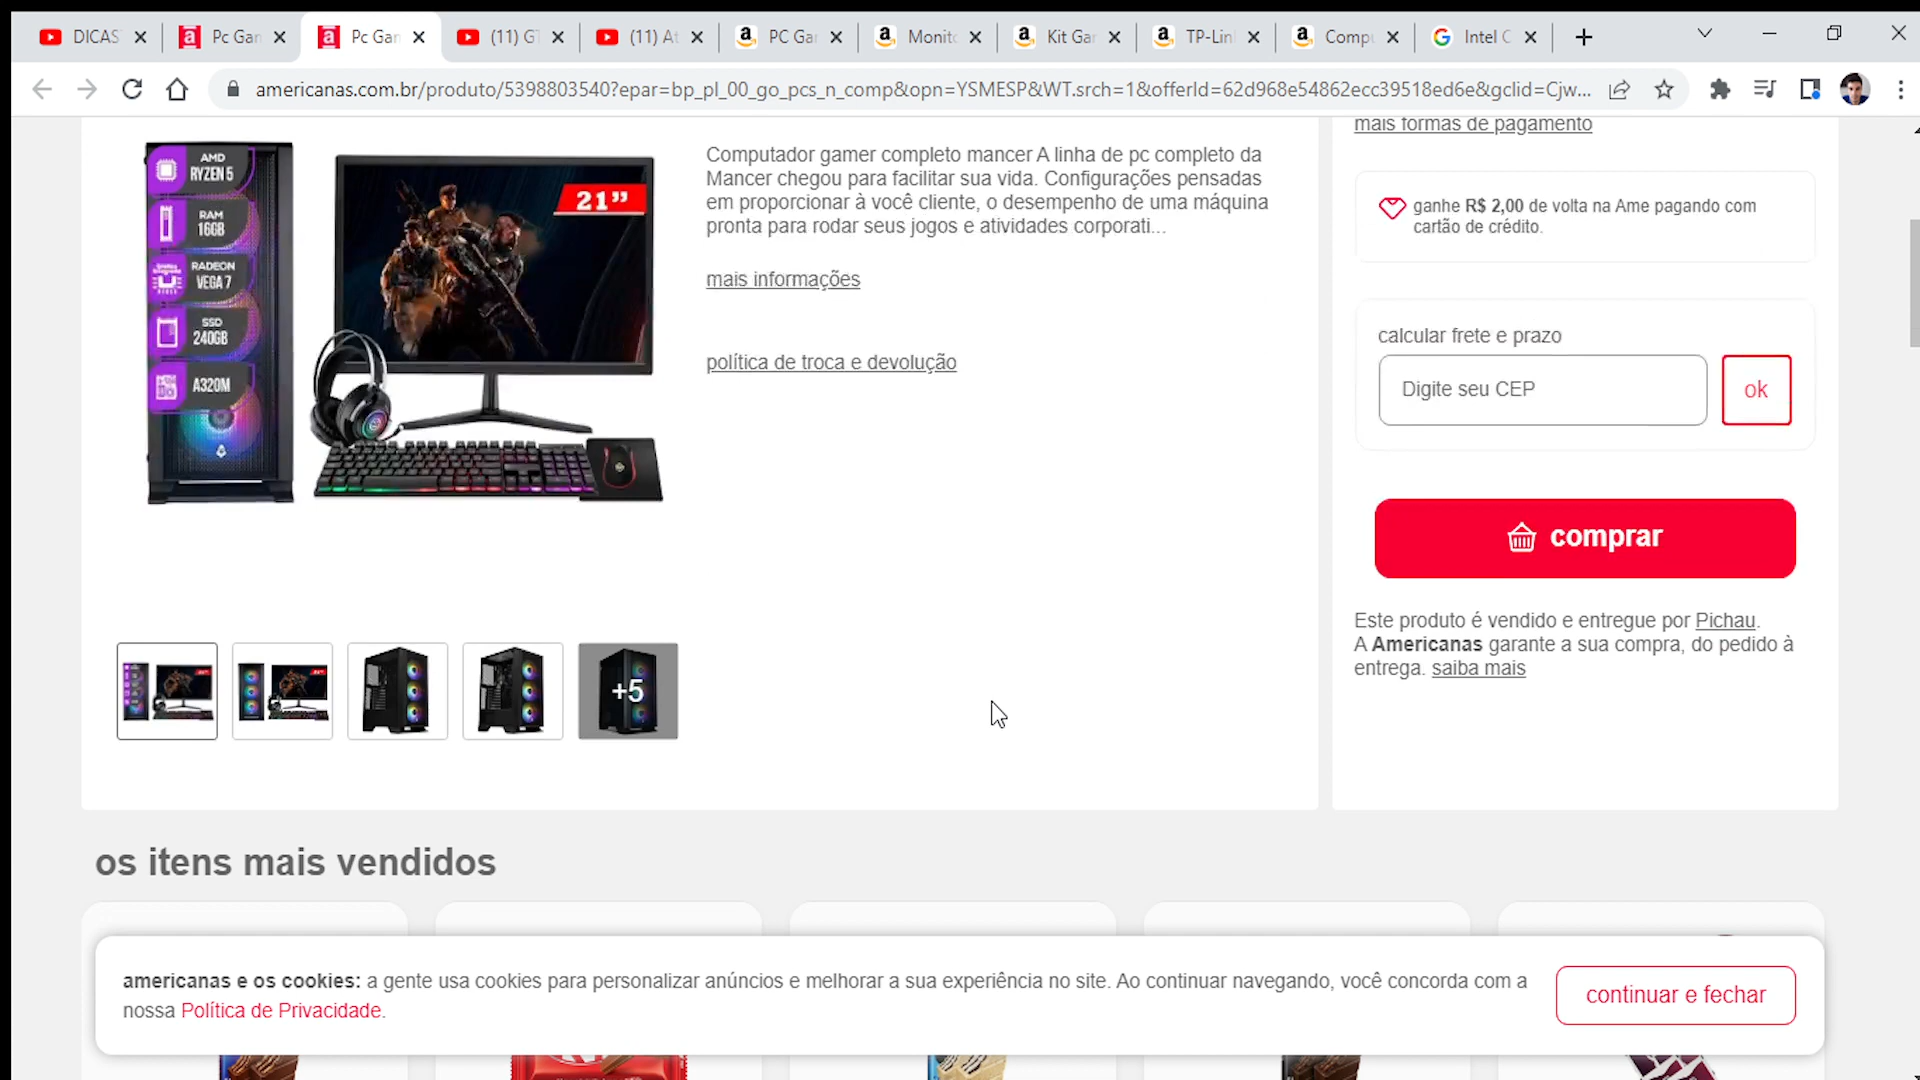 DICAS
Pc Gan
Pc Gan
(11) GT
(11) At
PC Gar
Monito
Kit Gar
TP-Lin
Compu
Intel C
americanas.com.br/produto/5398803540?epar=bp_pl_00_go_pcs_n_comp&opn=YSMESP&WT.srch=1&offerId=62d968e54862ecc39518ed6e&gclid=Cjw...
AMD
RYZEN 5
RAM
16GB
RADEON
VEGA 7
SSD
240GB
A320M
21”
Computador gamer completo mancer A linha de pc completo da
Mancer chegou para facilitar sua vida. Configurações pensadas
em proporcionar à você cliente, o desempenho de uma máquina
pronta para rodar seus jogos e atividades corporati...
mais informações
política de troca e devolução
+5
mais formas de pagamento
ganhe R$ 2,00 de volta na Ame pagando com
cartão de crédito.
calcular frete e prazo
Digite seu CEP
ok
comprar
Este produto é vendido e entregue por Pichau.
A Americanas garante a sua compra, do pedido à
entrega. saiba mais
os itens mais vendidos
americanas e os cookies: a gente usa cookies para personalizar anúncios e melhorar a sua experiência no site. Ao continuar navegando, você concorda com a
nossa Política de Privacidade.
continuar e fechar